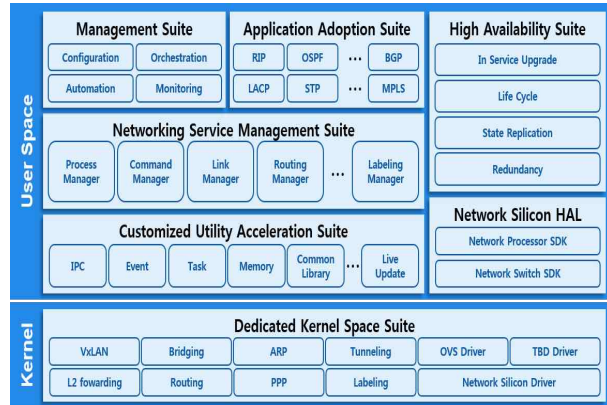 User Space
Management Suite
Configuration
Orchestration
Automation
Monitoring
Application Adoption Suite
RIP
OSPF
...
BGP
LACP
STP
...
MPLS
High Availability Suite
In Service Upgrade
Life Cycle
State Replication
Redundancy
Networking Service Management Suite
Process
Manager
Command
Manager
Link
Manager
Routing
Manager
...
Labeling
Manager
Customized Utility Acceleration Suite
IPC
Event
Task
Memory
Common
Library
...
Live
Update
Network Silicon HAL
Network Processor SDK
Network Switch SDK
Kernel
Dedicated Kernel Space Suite
VxLAN
Bridging
ARP
Tunneling
OVS Driver
TBD Driver
L2 fowarding
Routing
PPP
Labeling
Network Silicon Driver